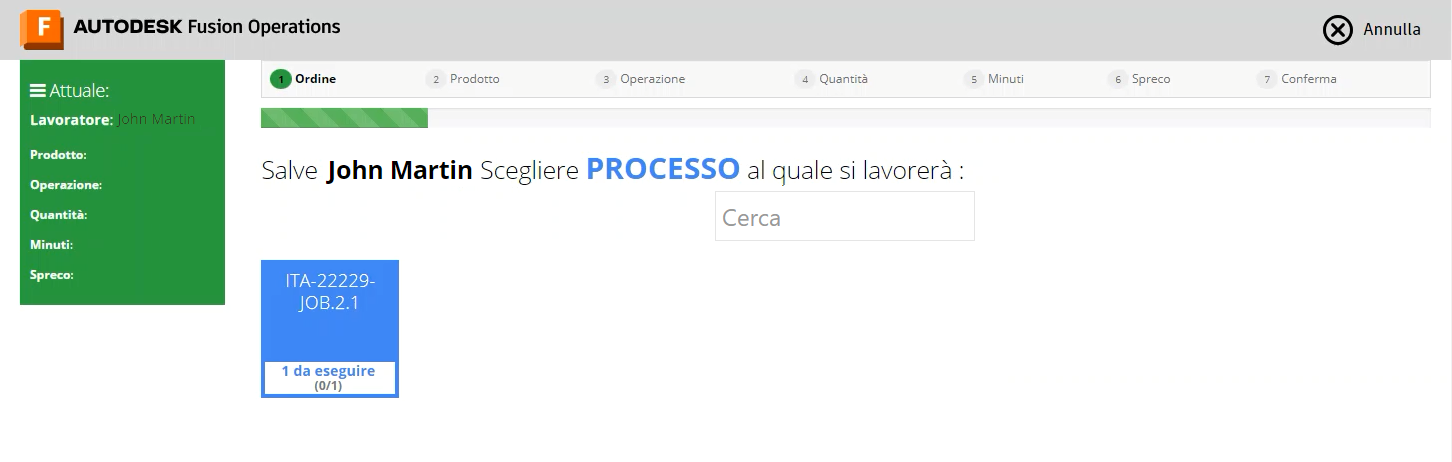 F AUTODESK Fusion Operations
Annulla
Attuale:
Lavoratore: John Martin
Prodotto:
Operazione:
Quantità:
Minuti:
Spreco:
1 Ordine 2 Prodotto 3 Operazione 4 Quantità 5 Minuti 6 Spreco 7 Conferma
Salve John Martin Scegliere PROCESSO al quale si lavorerà :
Cerca
ITA-22229-
JOB.2.1
1 da eseguire
(0/1)